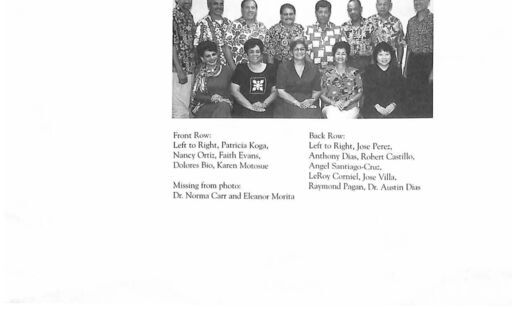 Front Row:
Left to Right, Patricia Koga,
Nancy Ortiz, Faith Evans,
Dolores Bio, Karen Motosue
Missing from photo:
Dr. Norma Carr and Eleanor Morita
Back Row:
Left to Right, Jose Perez,
Anthony Dias, Robert Castillo,
Angel Santiago-Cruz,
LeRoy Corniel, Jose Villa,
Raymond Pagan, Dr. Austin Dias